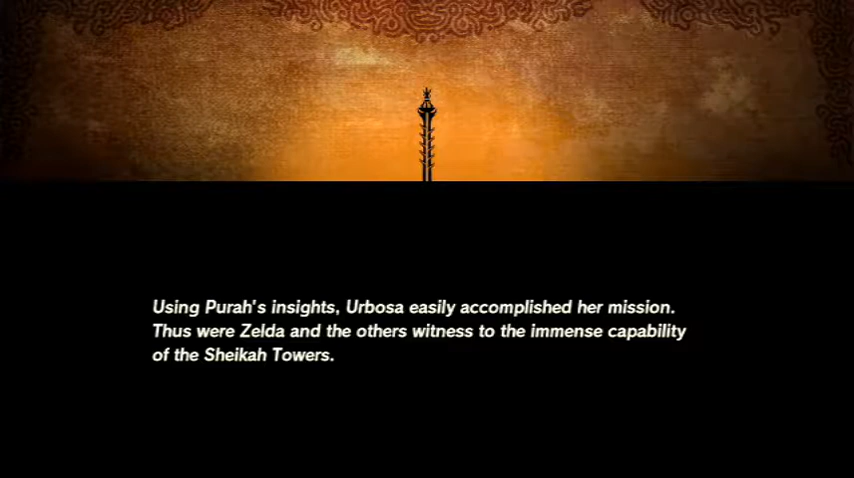 Using Purah's insights, Urbosa easily accomplished her mission.
Thus were Zelda and the others witness to the immense capability
of the Sheikah Towers.